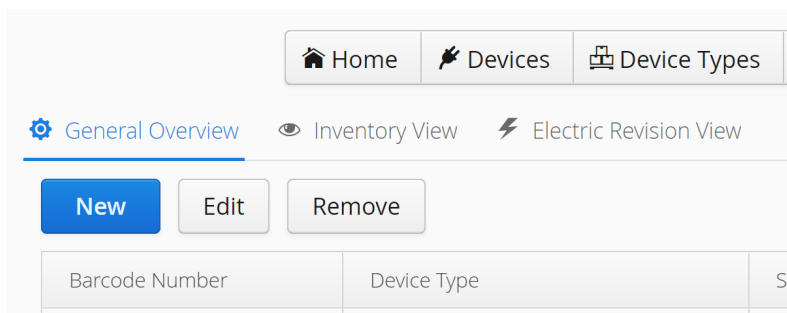 Home Devices Device Types
General Overview Inventory View Electric Revision View
New Edit Remove
Barcode Number Device Type S